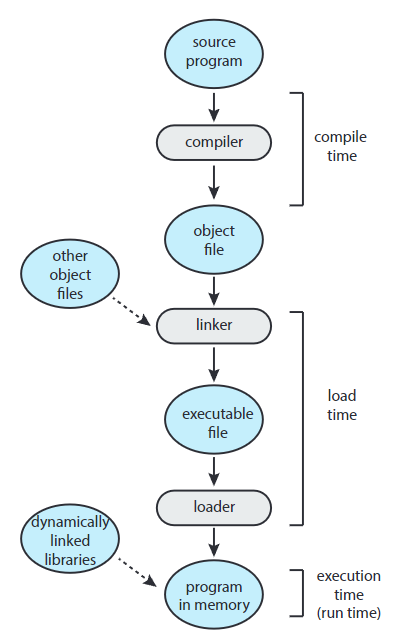 source
program
compiler
compile
time
object
file
other
object
files
linker
load
time
executable
file
loader
dynamically
linked
libraries
program
in memory
execution
time
(run time)